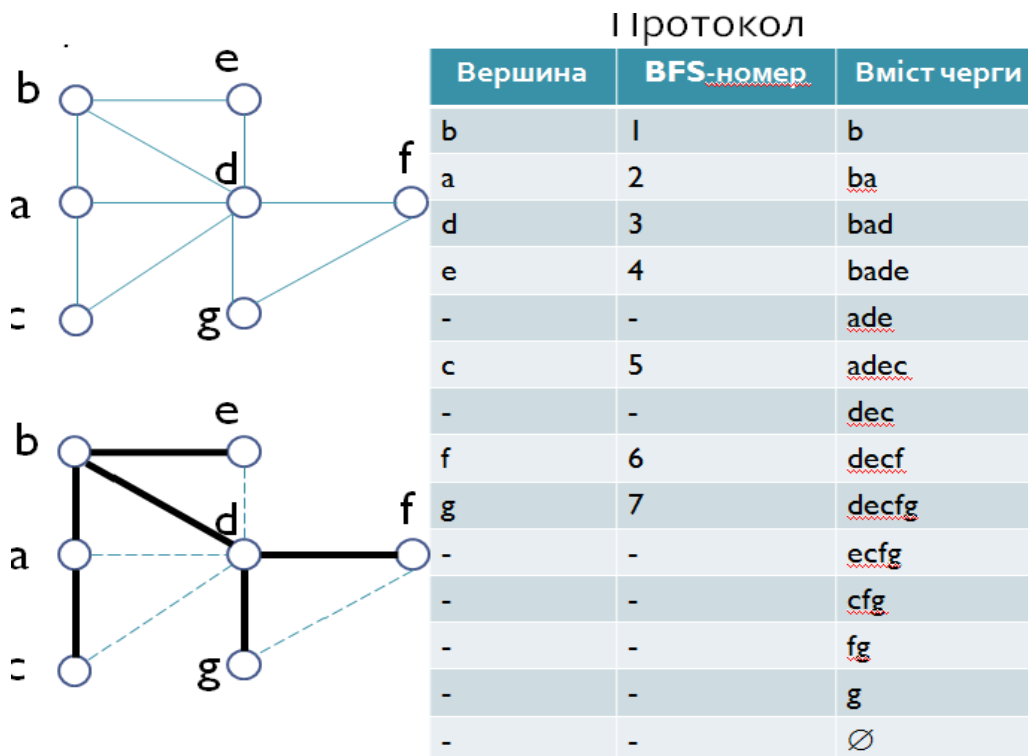 Протокол
b
e
d
f
a
c
g
b
e
d
f
a
c
g
Вершина BFS-номер Вміст черги
b 1 b
a 2 ba
d 3 bad
e 4 bade
- - ade
c 5 adec
- - dec
f 6 decf
g 7 decfg
- - ecfg
- - cfg
- - fg
- - g
- - ∅